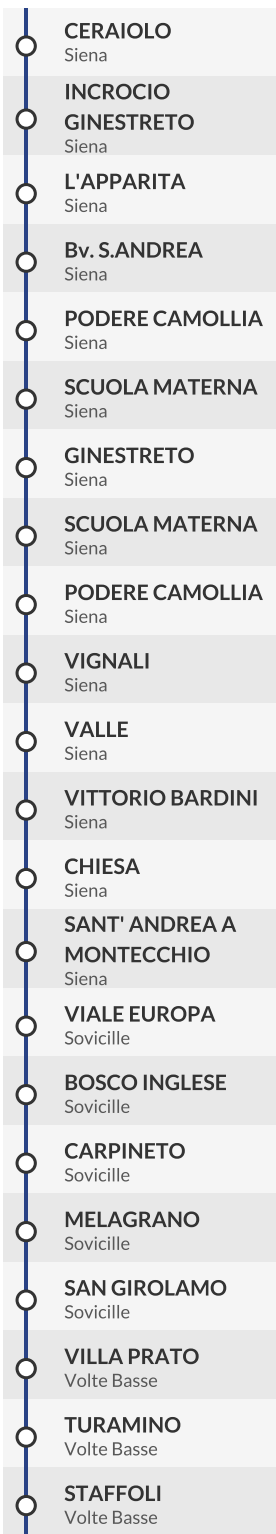 CERAIOLO
Siena
INCROCIO
GINESTRETO
Siena
L'APPARITA
Siena
Bv. S.ANDREA
Siena
PODERE CAMOLLIA
Siena
SCUOLA MATERNA
Siena
GINESTRETO
Siena
SCUOLA MATERNA
Siena
PODERE CAMOLLIA
Siena
VIGNALI
Siena
VALLE
Siena
VITTORIO BARDINI
Siena
CHIESA
Siena
SANT' ANDREA A
MONTECCHIO
Siena
VIALE EUROPA
Sovicille
BOSCO INGLESE
Sovicille
CARPINETO
Sovicille
MELAGRANO
Sovicille
SAN GIROLAMO
Sovicille
VILLA PRATO
Volte Basse
TURAMINO
Volte Basse
STAFFOLI
Volte Basse